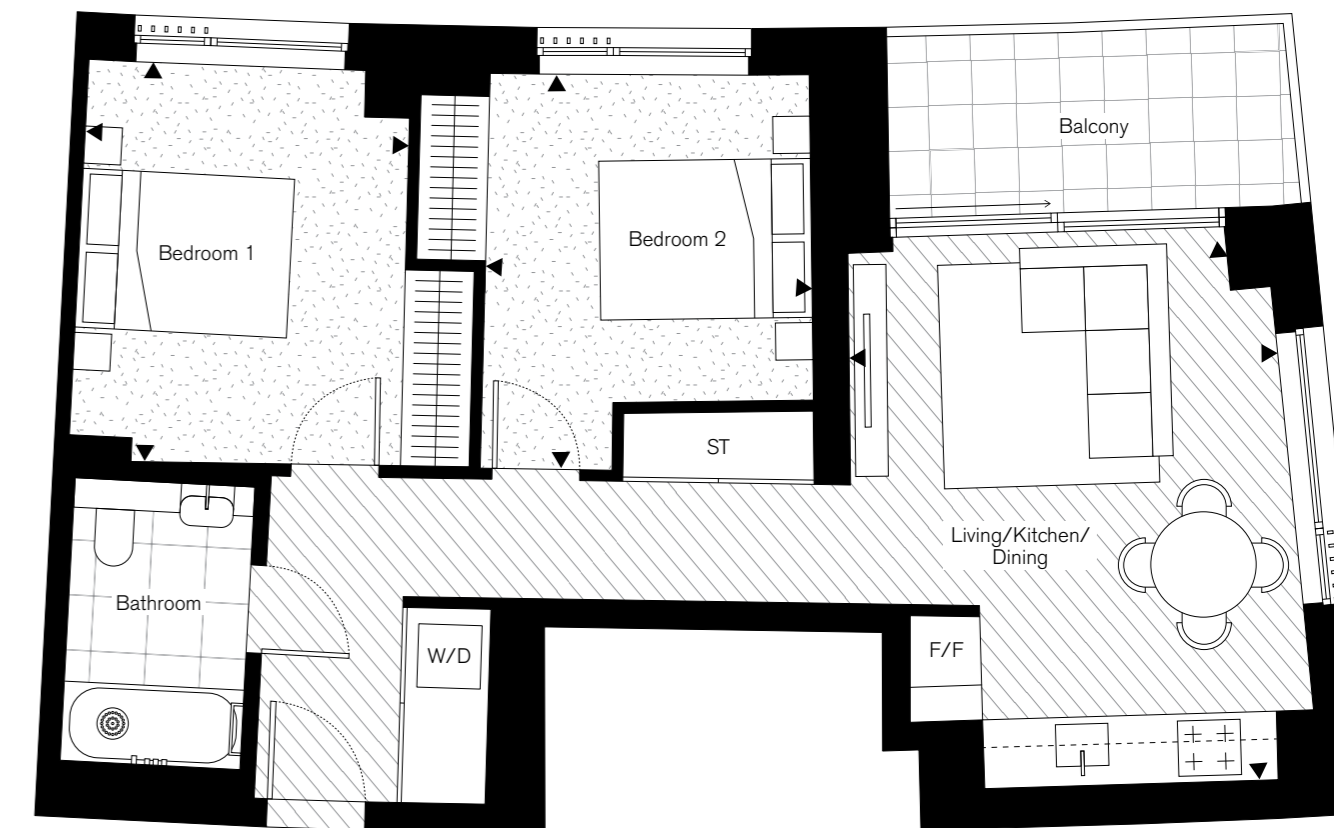 Balcony
Bedroom 1
Bedroom 2
ST
Living/Kitchen/
Dining
Bathroom
W/D
F/F